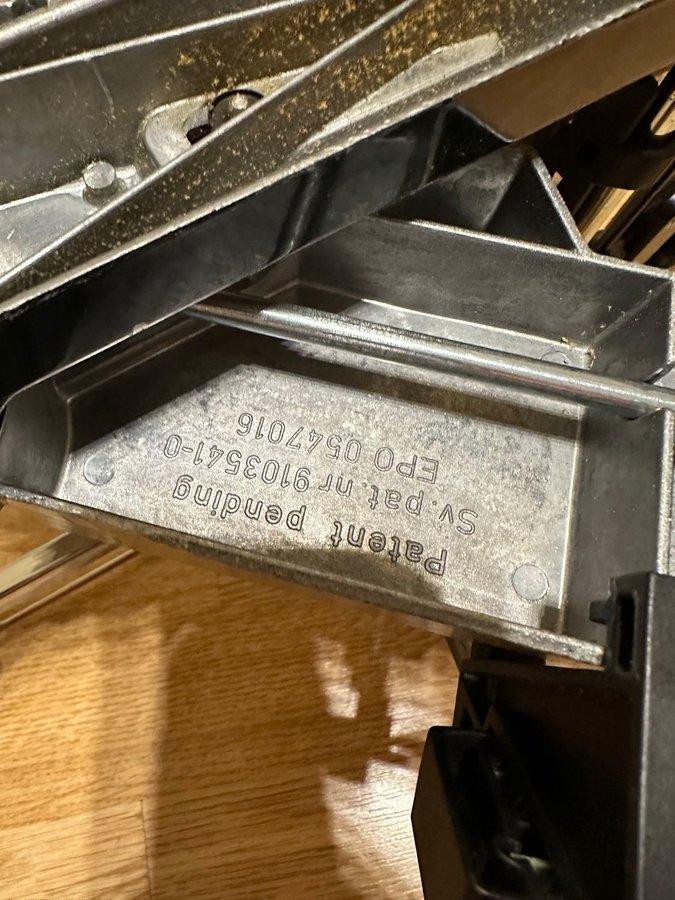 Patent pending
Sv.pat.nr 9103541-0
EPO 0547016